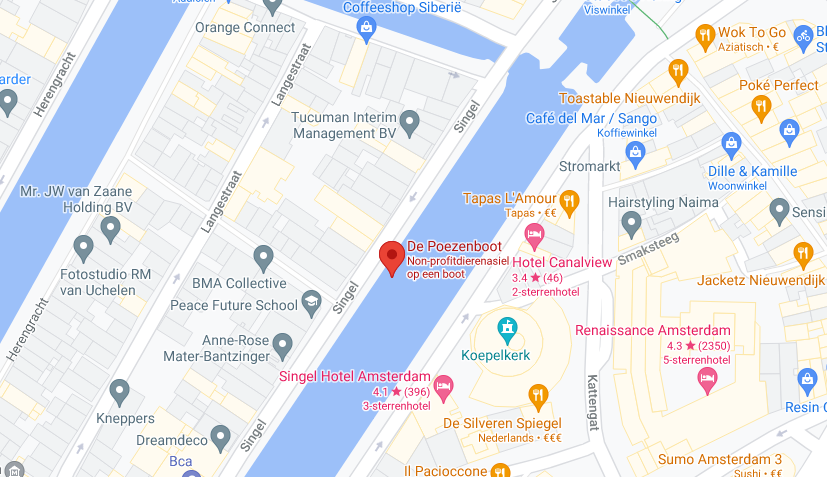 Orange Connect
Coffeeshop Siberië
Viswinkel
Wok To Go
Aziatisch • €
Herengracht
Langestraat
Toastable Nieuwendijk
Poké Perfect
Tucuman Interim
Management BV
Singel
Café del Mar / Sango
Koffiewinkel
Stromarkt
Dille & Kamille
Woonwinkel
Mr. JW van Zaane
Holding BV
Langestraat
Tapas L'Amour
Tapas • €€
Hairstyling Naima
De Poezenboot
Non-profitdierenasiel
op een boot
Hotel Canalview
3.4 ★ (46)
2-sterrenhotel
Smaksteeg
Fotostudio RM
van Uchelen
BMA Collective
Jacketz Nieuwendijk
Peace Future School
Singel
Herengracht
Anne-Rose
Mater-Bantzinger
Koepelkerk
Renaissance Amsterdam
4.3 ★ (2350)
5-sterrenhotel
Singel Hotel Amsterdam
4.1 ★ (396)
3-sterrenhotel
Kattengat
Kneppers
De Silveren Spiegel
Nederlands • €€€
Dreamdeco
Singel
Bca
Il Pacioccone
Sumo Amsterdam 3
Sushi • €€